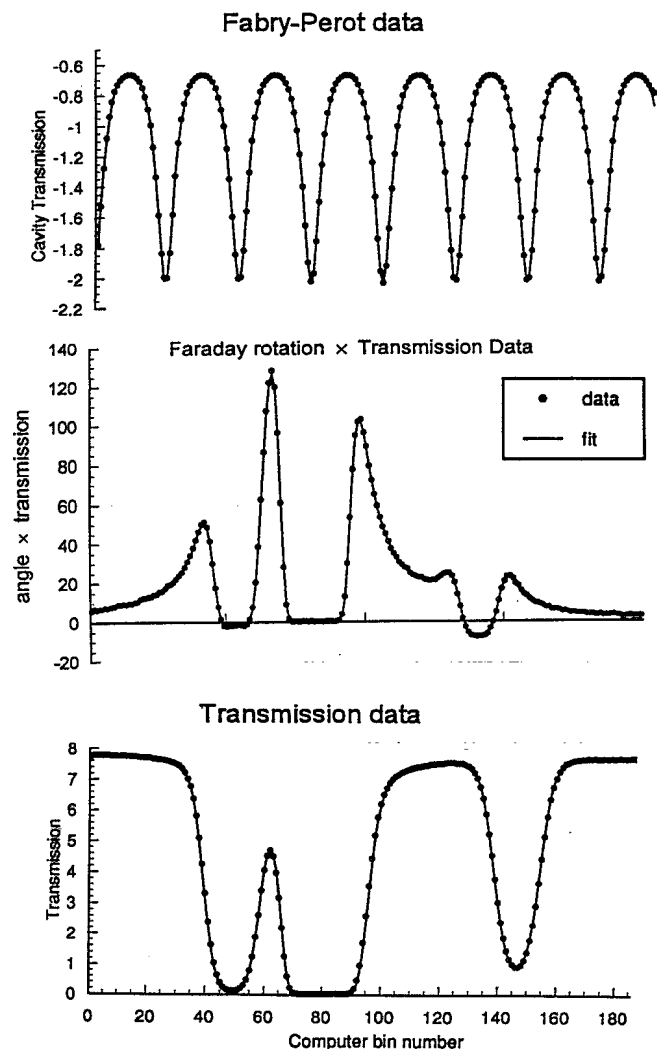 Fabry-Perot data
-0.6
-0.8
-1
-1.2
-1.4
-1.6
-1.8
-2
-2.2
Cavity Transmission
Faraday rotation × Transmission Data
140
120
100
80
60
40
20
0
-20
angle × transmission
data
fit
Transmission data
8
7
6
5
4
3
2
1
0
Transmission
0 20 40 60 80 100 120 140 160 180
Computer bin number